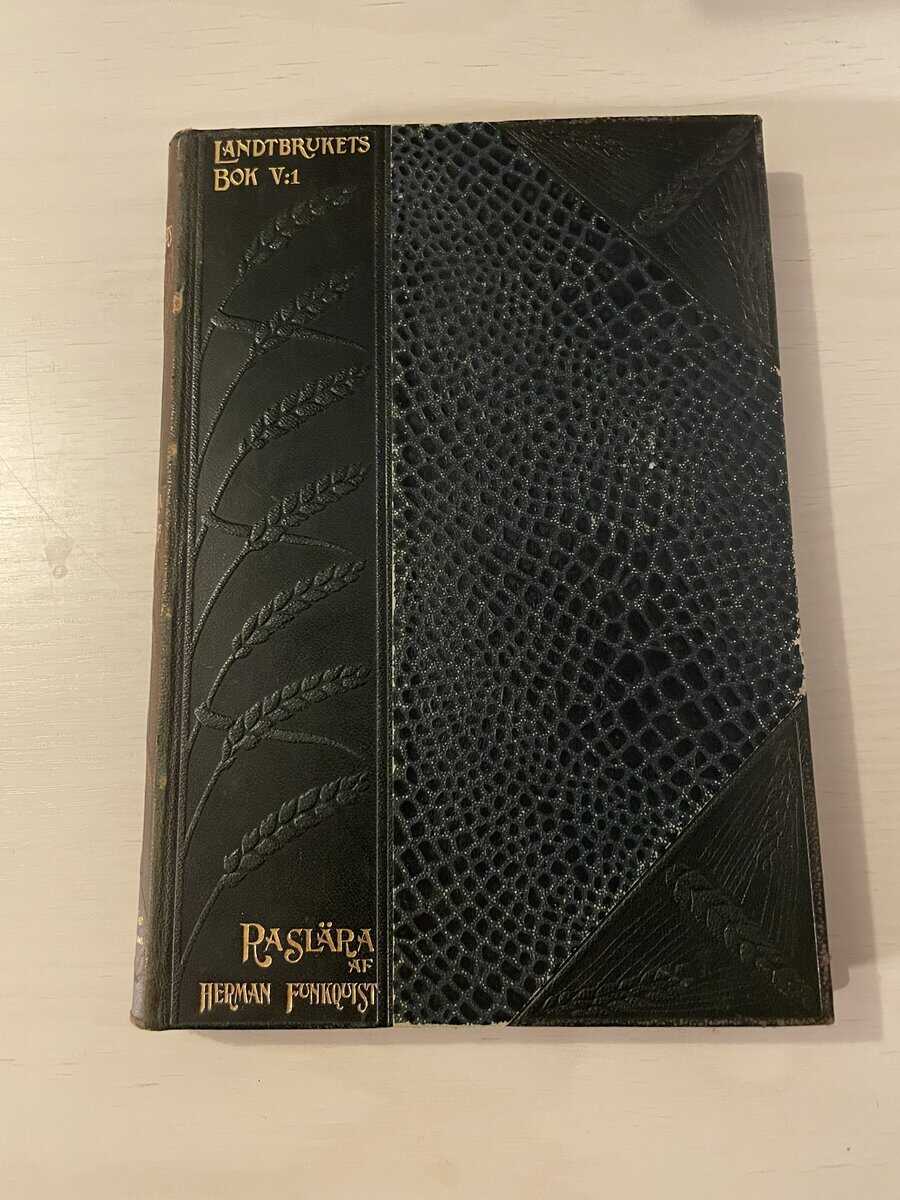 LANDTBRUKETS
BOK V:1
RASLÄRA
AF
HERMAN FUNKQUIST